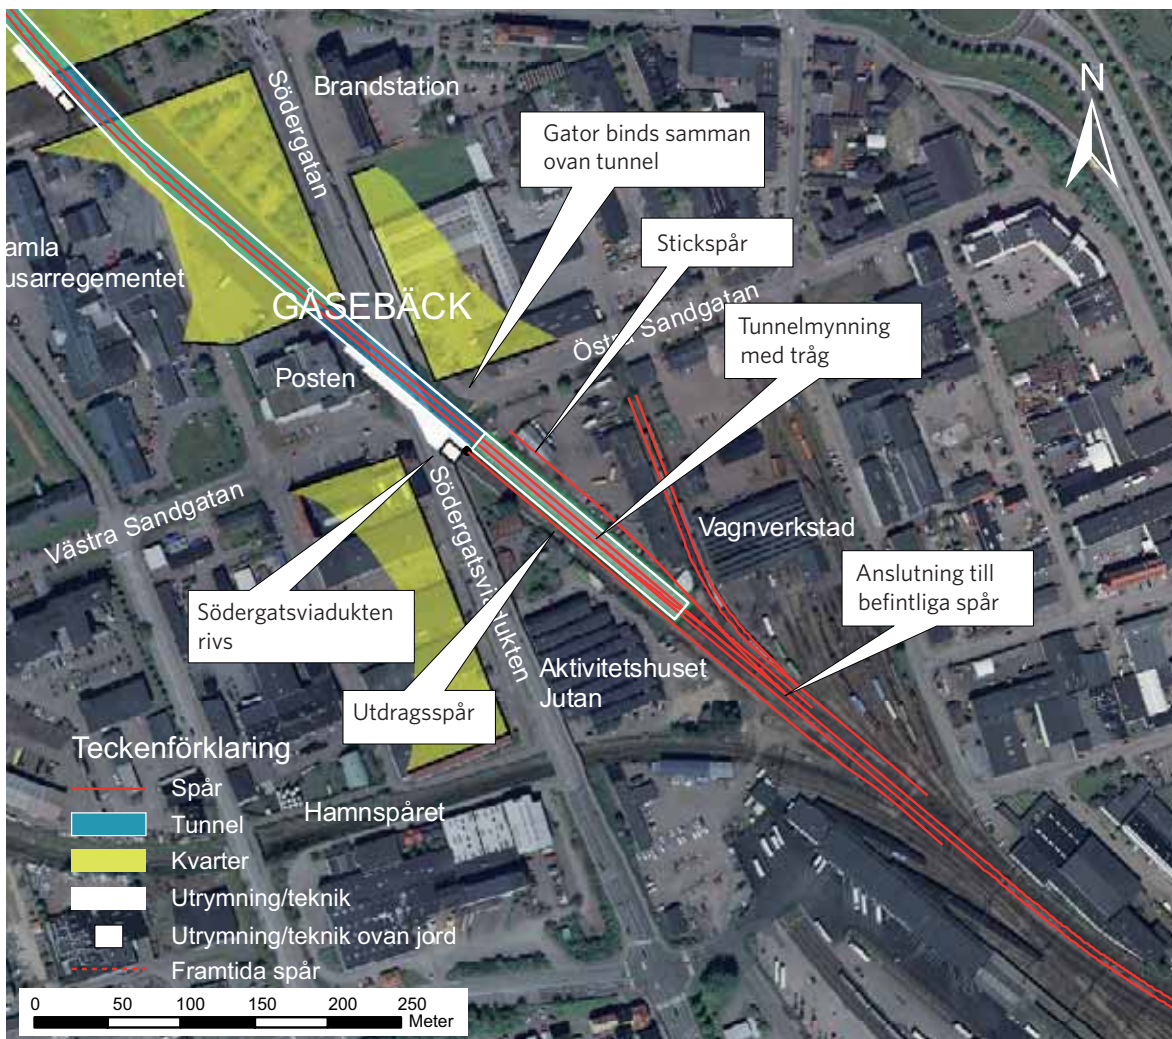 Brandstation
Södergatan
N
Gator binds samman
ovan tunnel
Stickspår
amla
usarregementet
GÅSEBÄCK
Östra Sandgatan
Tunnelmynning
med tråg
Posten
Västra Sandgatan
Södergatsviadukten
Vagnverkstad
Anslutning till
befintliga spår
Södergatsviadukten
rivs
Aktivitetshuset
Jutan
Utdragsspår
Hamnspåret
Teckenförklaring
Spår
Tunnel
Kvarter
Utrymning/teknik
Utrymning/teknik ovan jord
Framtida spår
0 50 100 150 200 250
Meter